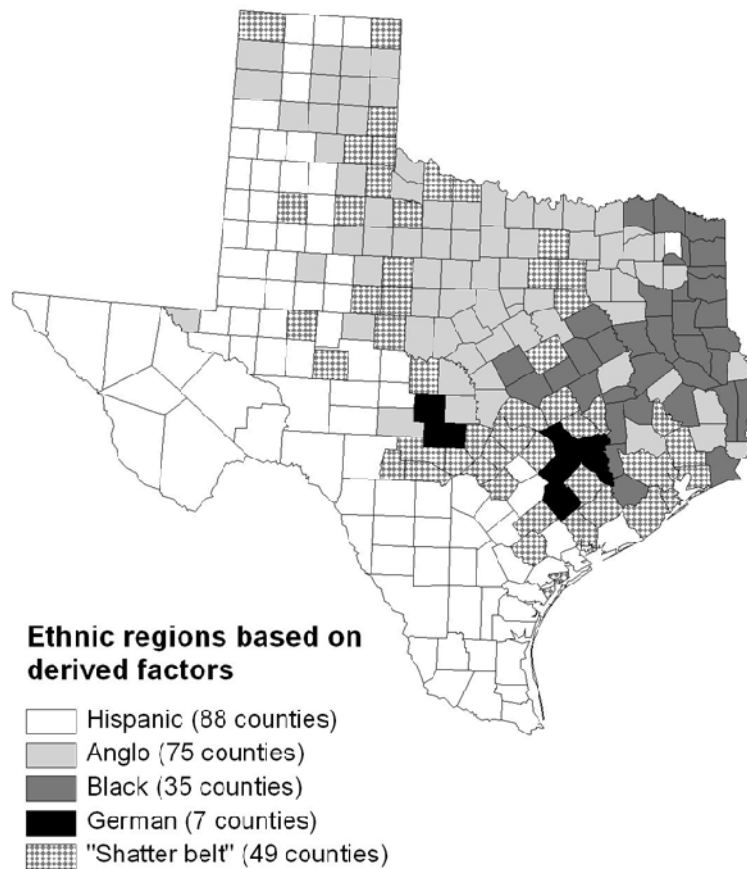 Ethnic regions based on
derived factors
Hispanic (88 counties)
Anglo (75 counties)
Black (35 counties)
German (7 counties)
"Shatter belt" (49 counties)